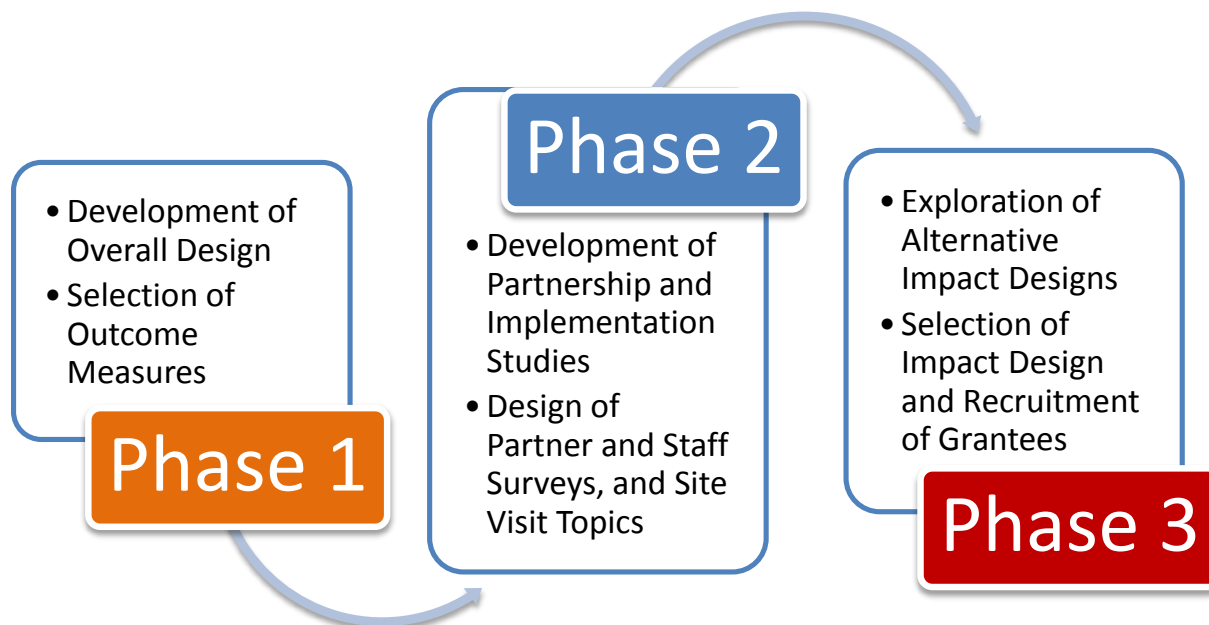 • Development of
Overall Design
• Selection of
Outcome
Measures
Phase 1
Phase 2
• Development of
Partnership and
Implementation
Studies
• Design of
Partner and Staff
Surveys, and Site
Visit Topics
• Exploration of
Alternative
Impact Designs
• Selection of
Impact Design
and Recruitment
of Grantees
Phase 3